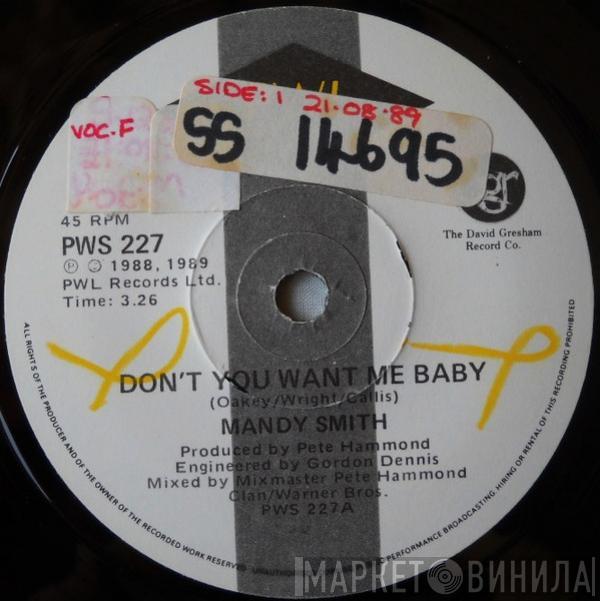 SIDE: 1 21.08.89
VOC.F
SS 14695
45 RPM
PWS 227
Ⓟ © 1988, 1989
PWL Records Ltd.
Time: 3.26
The David Gresham
Record Co.
DON'T YOU WANT ME BABY
(Oakey/Wright/Callis)
MANDY SMITH
Produced by Pete Hammond
Engineered by Gordon Dennis
Mixed by Mixmaster Pete Hammond
Clan/Warner Bros.
PWS 227A
ALL RIGHTS OF THE PRODUCER AND OF THE OWNER OF THE RECORDED WORK RESERVED PERFORMANCE BROADCASTING HIRING OR RENTAL OF THIS RECORDING PROHIBITED
МАРКЕТ ВИНИЛА